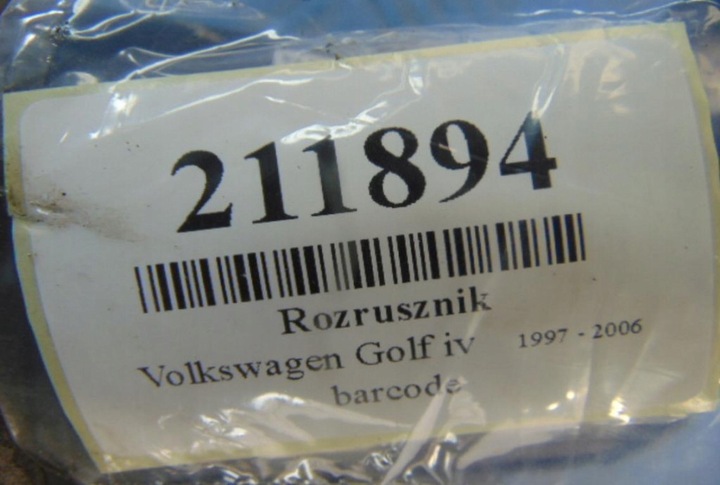 211894
Rozrusznik
Volkswagen Golf iv 1997 - 2006
barcode